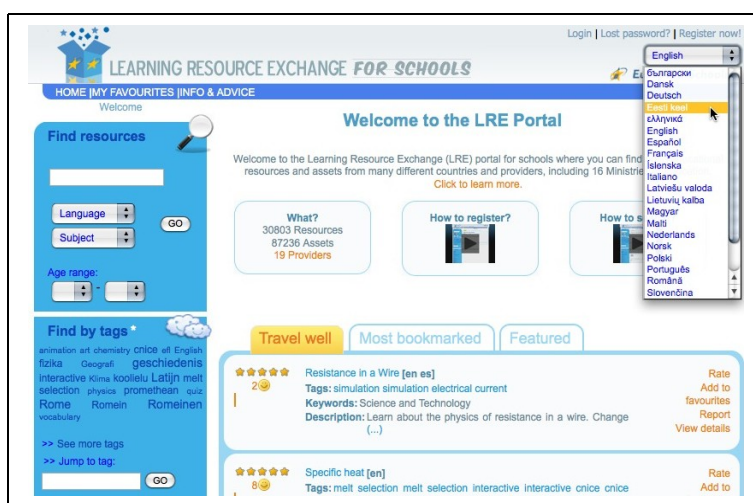 Login | Lost password? | Register now!
LEARNING RESOURCE EXCHANGE FOR SCHOOLS
English
HOME |MY FAVOURITES |INFO & ADVICE
български
Dansk
Deutsch
Eesti keel
ελληνικά
English
Español
Français
Íslenska
Italiano
Latviešu valoda
Lietuvių kalba
Magyar
Malti
Nederlands
Norsk
Polski
Português
Română
Slovenčina
Welcome
Find resources
Language
Subject
GO
Age range:
-
Find by tags *
animation art chemistry cnice efl English
fizika Geografi geschiedenis
interactive Klima koolielu Latijn melt
selection physics promethean quiz
Rome Romein Romeinen
vocabulary
>> See more tags
>> Jump to tag:
GO
Welcome to the LRE Portal
Welcome to the Learning Resource Exchange (LRE) portal for schools where you can find
resources and assets from many different countries and providers, including 16
Click to learn more.
What?
30803 Resources
87236 Assets
19 Providers
How to register?
How to
Travel well
Most bookmarked
Featured
Resistance in a Wire [en es]
Tags: simulation simulation electrical current
Keywords: Science and Technology
Description: Learn about the physics of resistance in a wire. Change
(...)
2
Rate
Add to
favourites
Report
View details
Specific heat [en]
Tags: melt selection melt selection interactive interactive cnice cnice
8
Rate
Add to